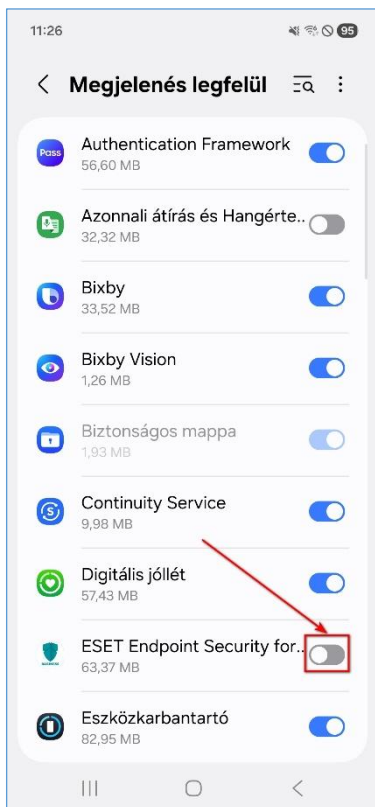 11:26
95
Megjelenés legfelül
Pass
Authentication Framework
56,60 MB
Azonnali átírás és Hangérte..
32,32 MB
Bixby
33,52 MB
Bixby Vision
1,26 MB
Biztonságos mappa
1,93 MB
Continuity Service
9,98 MB
Digitális jóllét
57,43 MB
ESET Endpoint Security for..
63,37 MB
Eszközkarbantartó
82,95 MB